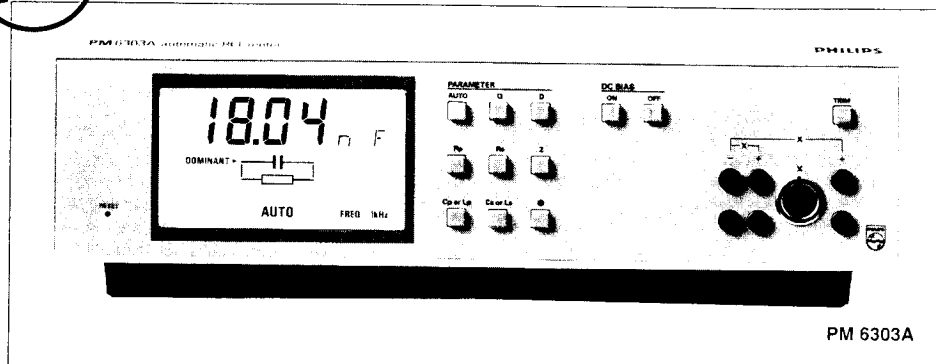 PM 6303A automatic RCL meter
PHILIPS
PARAMETER
DC BIAS
AUTO Q D
ON OFF
TRIM
18.04 n F
DOMINANT
Rp Rs Z
- + +
RESET
AUTO FREQ 1kHz
Cp or Lp Cs or Ls Φ
PM 6303A